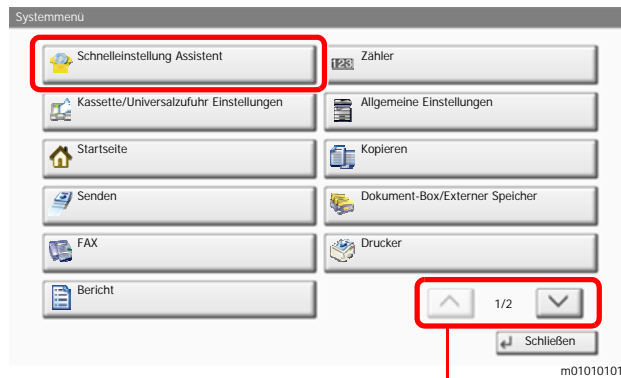 Systemmenü
Schnelleinstellung Assistent
123 Zähler
Kassette/Universalzufuhr Einstellungen
Allgemeine Einstellungen
Startseite
Kopieren
Senden
Dokument-Box/Externer Speicher
FAX
Drucker
Bericht
1/2
Schließen
m01010101